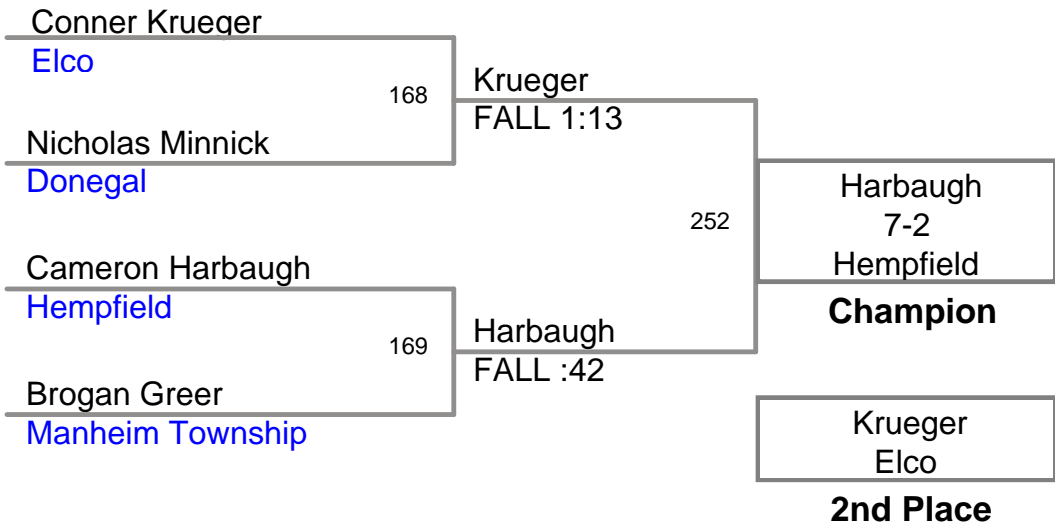 Conner Krueger
Elco
168
Krueger
FALL 1:13
Nicholas Minnick
Donegal
252
Harbaugh
7-2
Hempfield
Champion
Cameron Harbaugh
Hempfield
169
Harbaugh
FALL :42
Brogan Greer
Manheim Township
Krueger
Elco
2nd Place